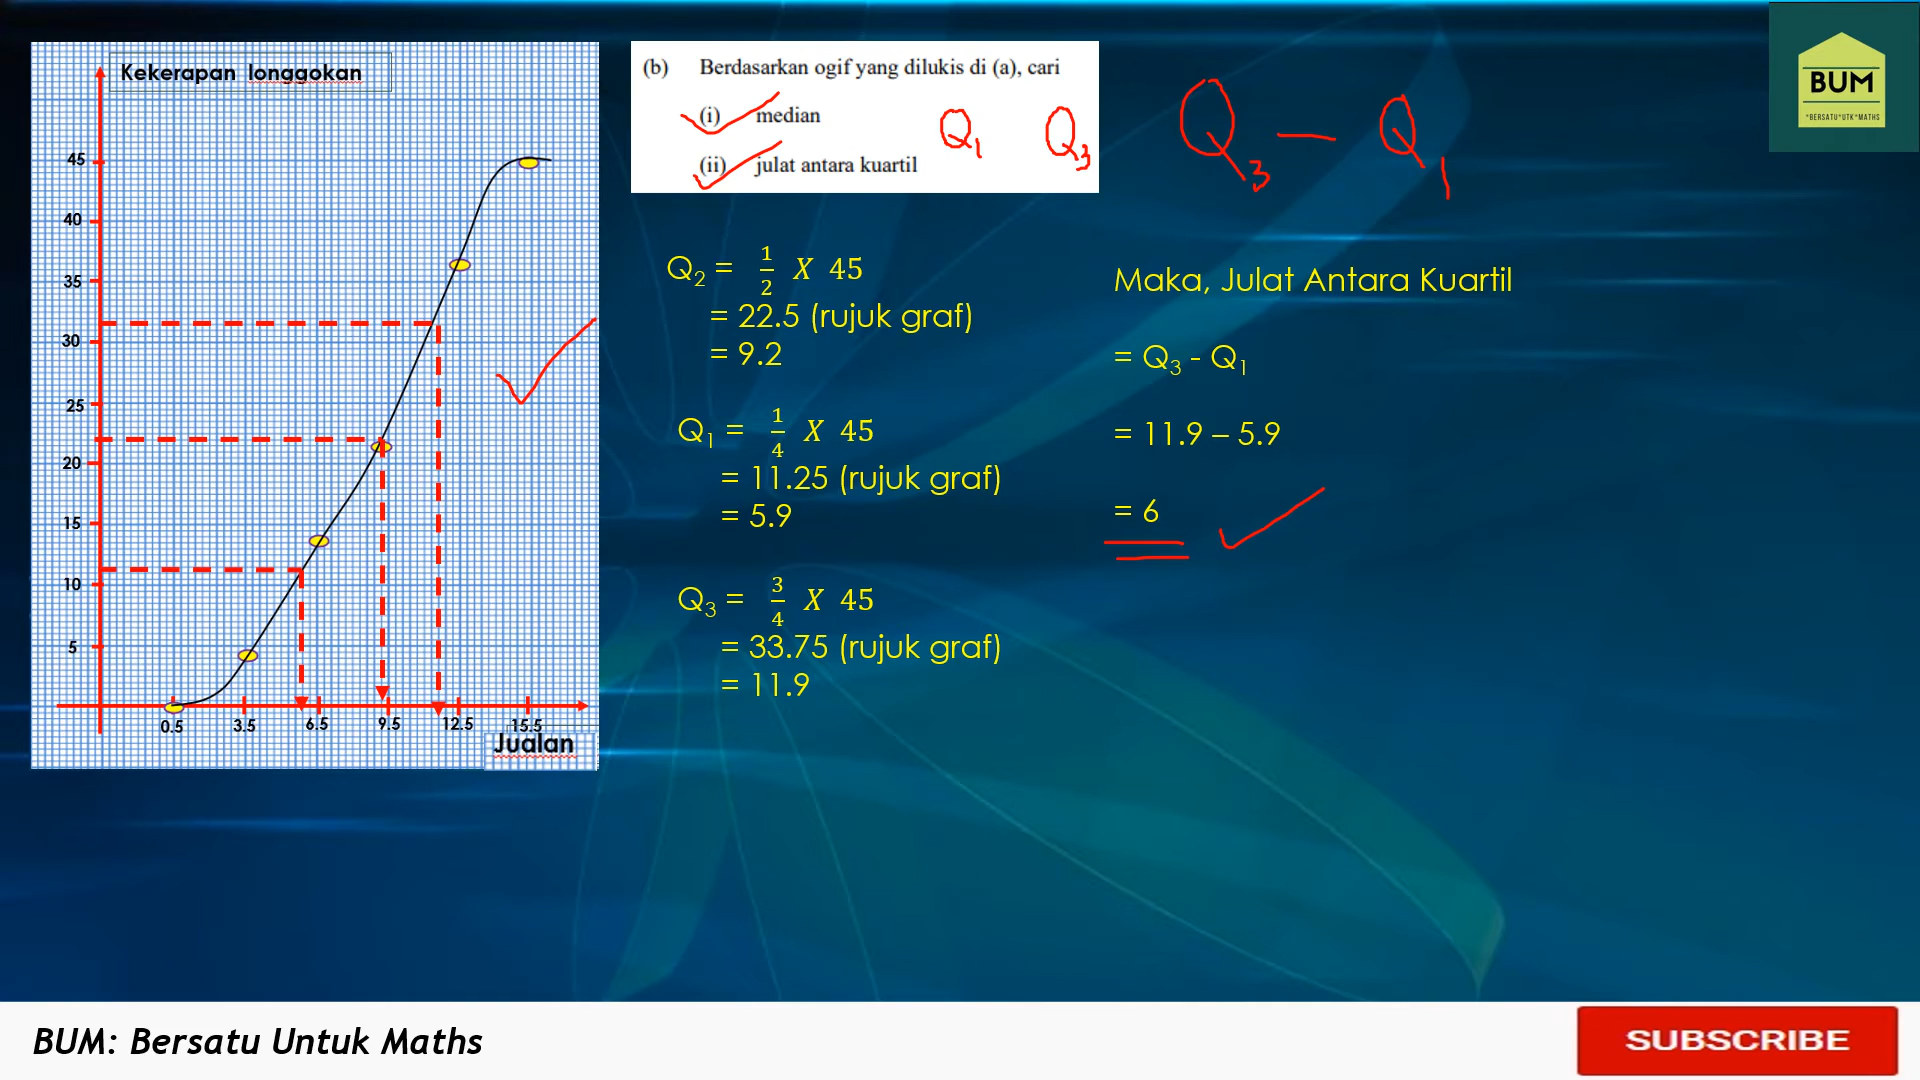 Kekerapan longgokan
45
40
35
30
25
20
15
10
5
0.5 3.5 6.5 9.5 12.5 15.5
Jualan
(b) Berdasarkan ogif yang dilukis di (a), cari
(i) median
(ii) julat antara kuartil
Q1 Q3
Q3 — Q1
Q2 = 1/2 X 45
= 22.5 (rujuk graf)
= 9.2
Q1 = 1/4 X 45
= 11.25 (rujuk graf)
= 5.9
Q3 = 3/4 X 45
= 33.75 (rujuk graf)
= 11.9
Maka, Julat Antara Kuartil
= Q3 - Q1
= 11.9 – 5.9
= 6
BUM
"BERSATU"UTK"MATHS
BUM: Bersatu Untuk Maths
SUBSCRIBE